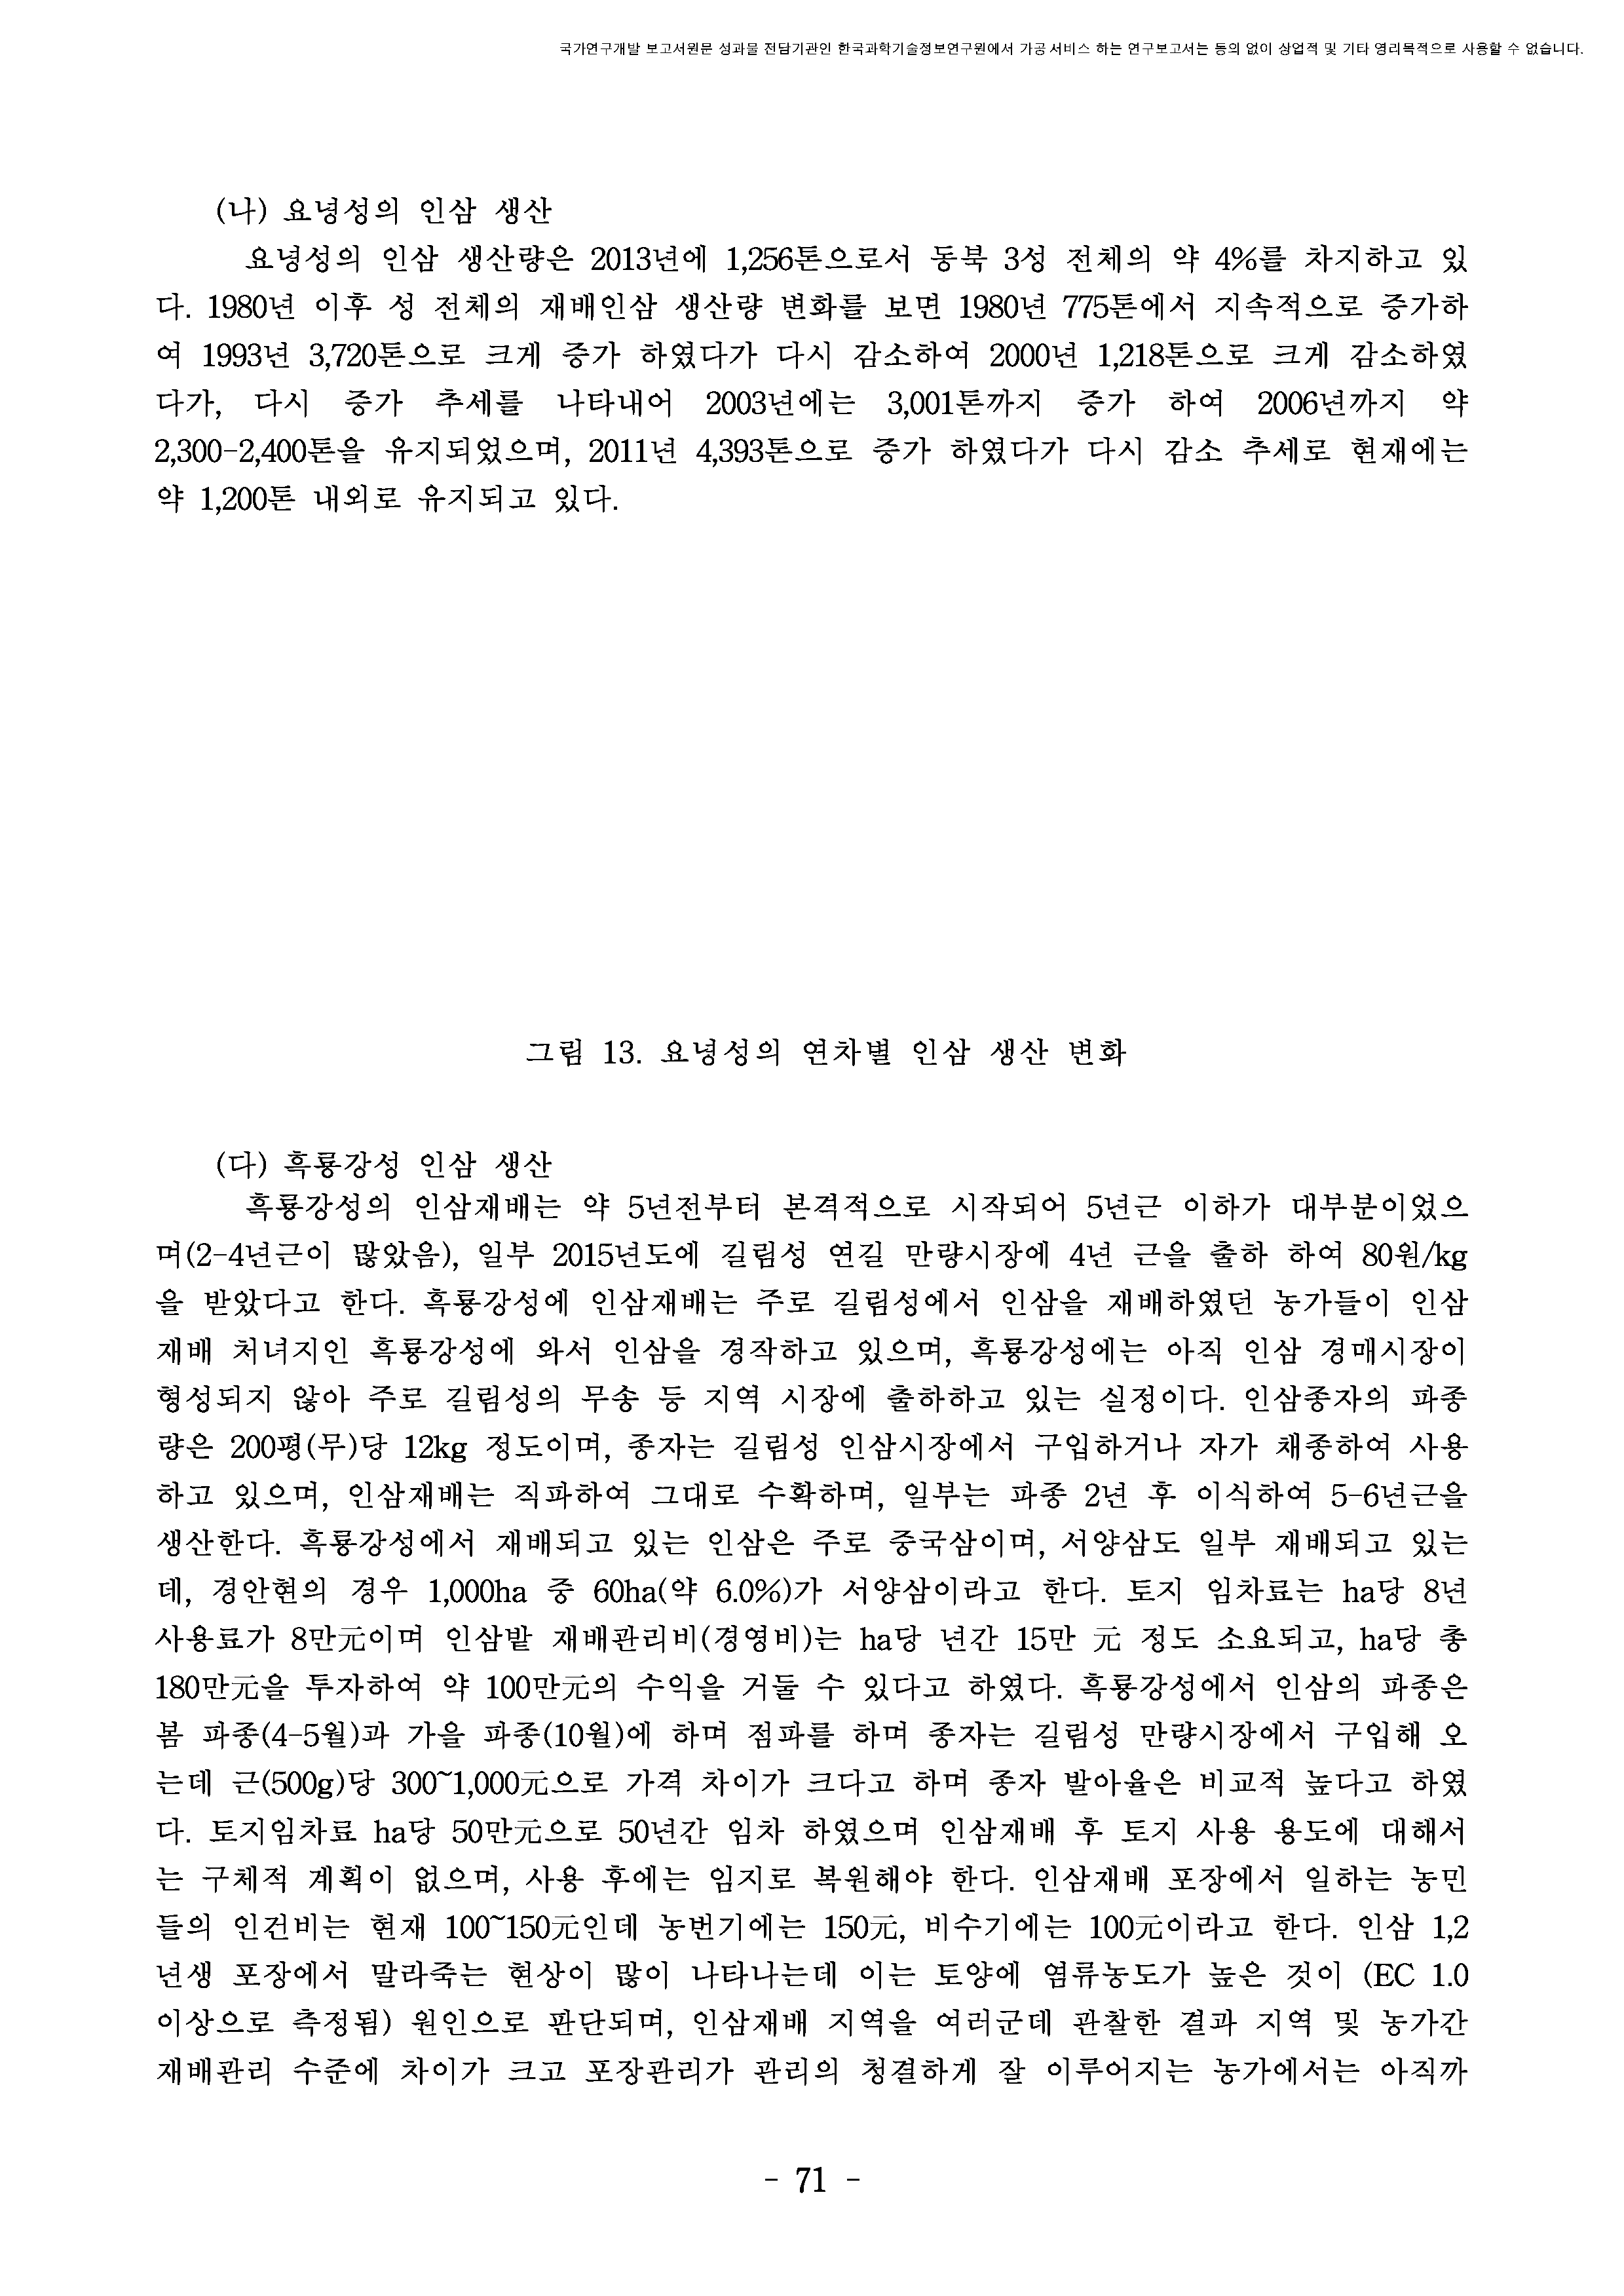 국가연구개발 보고서원문 성과물 전담기관인 한국과학기술정보연구원에서 가공·서비스 하는 연구보고서는 동의 없이 상업적 및 기타 영리목적으로 사용할 수 없습니다.
(나) 요녕성의 인삼 생산
요녕성의 인삼 생산량은 2013년에 1,256톤으로서 동북 3성 전체의 약 4%를 차지하고 있
다. 1980년 이후 성 전체의 재배인삼 생산량 변화를 보면 1980년 775톤에서 지속적으로 증가하
여 1993년 3,720톤으로 크게 증가 하였다가 다시 감소하여 2000년 1,218톤으로 크게 감소하였
다가, 다시 증가 추세를 나타내어 2003년에는 3,001톤까지 증가 하여 2006년까지 약
2,300-2,400톤을 유지되었으며, 2011년 4,393톤으로 증가 하였다가 다시 감소 추세로 현재에는
약 1,200톤 내외로 유지되고 있다.
그림 13. 요녕성의 연차별 인삼 생산 변화
(다) 흑룡강성 인삼 생산
흑룡강성의 인삼재배는 약 5년전부터 본격적으로 시작되어 5년근 이하가 대부분이었으
며(2-4년근이 많았음), 일부 2015년도에 길림성 연길 만량시장에 4년 근을 출하 하여 80원/kg
을 받았다고 한다. 흑룡강성에 인삼재배는 주로 길림성에서 인삼을 재배하였던 농가들이 인삼
재배 처녀지인 흑룡강성에 와서 인삼을 경작하고 있으며, 흑룡강성에는 아직 인삼 경매시장이
형성되지 않아 주로 길림성의 무송 등 지역 시장에 출하하고 있는 실정이다. 인삼종자의 파종
량은 200평(무)당 12kg 정도이며, 종자는 길림성 인삼시장에서 구입하거나 자가 채종하여 사용
하고 있으며, 인삼재배는 직파하여 그대로 수확하며, 일부는 파종 2년 후 이식하여 5-6년근을
생산한다. 흑룡강성에서 재배되고 있는 인삼은 주로 중국삼이며, 서양삼도 일부 재배되고 있는
데, 경안현의 경우 1,000ha 중 60ha(약 6.0%)가 서양삼이라고 한다. 토지 임차료는 ha당 8년
사용료가 8만元이며 인삼밭 재배관리비(경영비)는 ha당 년간 15만 元 정도 소요되고, ha당 총
180만元을 투자하여 약 100만元의 수익을 거둘 수 있다고 하였다. 흑룡강성에서 인삼의 파종은
봄 파종(4-5월)과 가을 파종(10월)에 하며 점파를 하며 종자는 길림성 만량시장에서 구입해 오
는데 근(500g)당 300~1,000元으로 가격 차이가 크다고 하며 종자 발아율은 비교적 높다고 하였
다. 토지임차료 ha당 50만元으로 50년간 임차 하였으며 인삼재배 후 토지 사용 용도에 대해서
는 구체적 계획이 없으며, 사용 후에는 임지로 복원해야 한다. 인삼재배 포장에서 일하는 농민
들의 인건비는 현재 100~150元인데 농번기에는 150元, 비수기에는 100元이라고 한다. 인삼 1,2
년생 포장에서 말라죽는 현상이 많이 나타나는데 이는 토양에 염류농도가 높은 것이 (EC 1.0
이상으로 측정됨) 원인으로 판단되며, 인삼재배 지역을 여러군데 관찰한 결과 지역 및 농가간
재배관리 수준에 차이가 크고 포장관리가 관리의 청결하게 잘 이루어지는 농가에서는 아직까
- 71 -